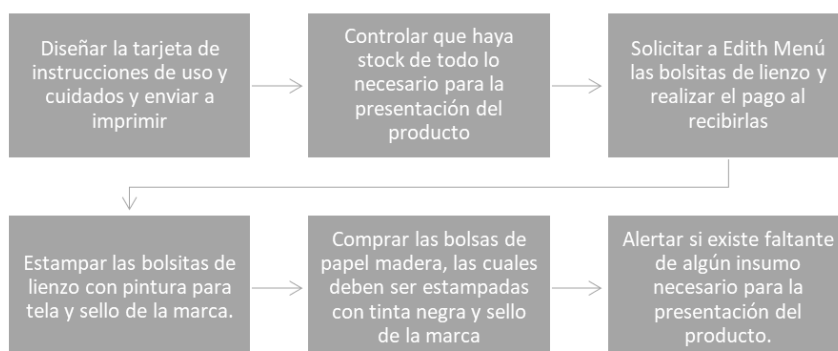 Diseñar la tarjeta de
instrucciones de uso y
cuidados y enviar a
imprimir
Controlar que haya
stock de todo lo
necesario para la
presentación del
producto
Solicitar a Edith Menú
las bolsitas de lienzo y
realizar el pago al
recibirlas
Estampar las bolsitas de
lienzo con pintura para
tela y sello de la marca.
Comprar las bolsas de
papel madera, las cuales
deben ser estampadas
con tinta negra y sello
de la marca
Alertar si existe faltante
de algún insumo
necesario para la
presentación del
producto.